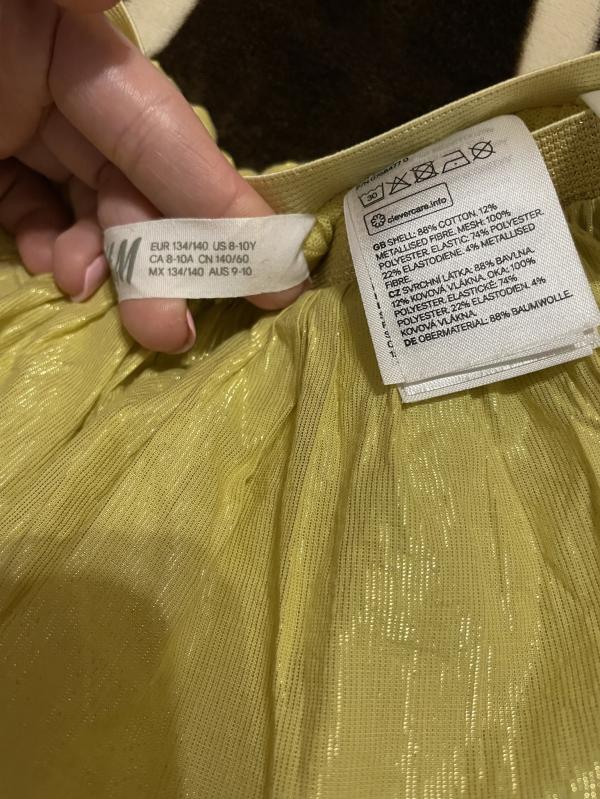 EUR 134/140 US 8-10Y
CA 8-10A CN 140/60
MX 134/140 AUS 9-10
30
clevercare.info
GB SHELL: 88% COTTON. 12%
METALLISED FIBRE. MESH: 100%
POLYESTER. ELASTIC: 74% POLYESTER.
22% ELASTODIENE. 4% METALLISED
FIBRE.
CZ SVRCHNÍ LÁTKA: 88% BAVLNA.
12% KOVOVÁ VLÁKNA. OKA, 100%
POLYESTER. ELASTICKÉ: 74%
POLYESTER. 22% ELASTODIEN. 4%
KOVOVÁ VLÁKNA.
DE OBERMATERIAL: 88% BAUMWOLLE.